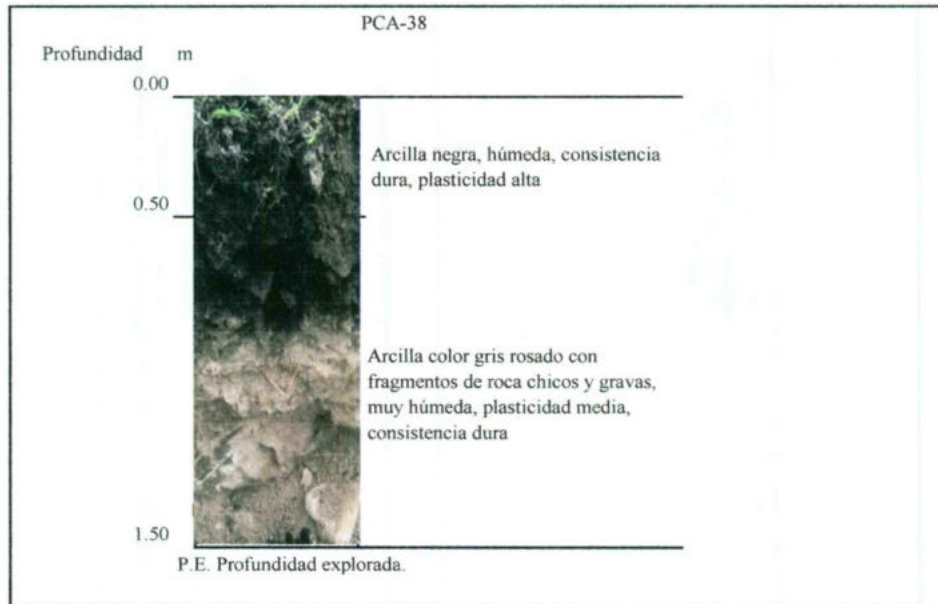 PCA-38
Profundidad m
0.00
Arcilla negra, húmeda, consistencia
dura, plasticidad alta
0.50
Arcilla color gris rosado con
fragmentos de roca chicos y gravas,
muy húmeda, plasticidad media,
consistencia dura
1.50
P.E. Profundidad explorada.